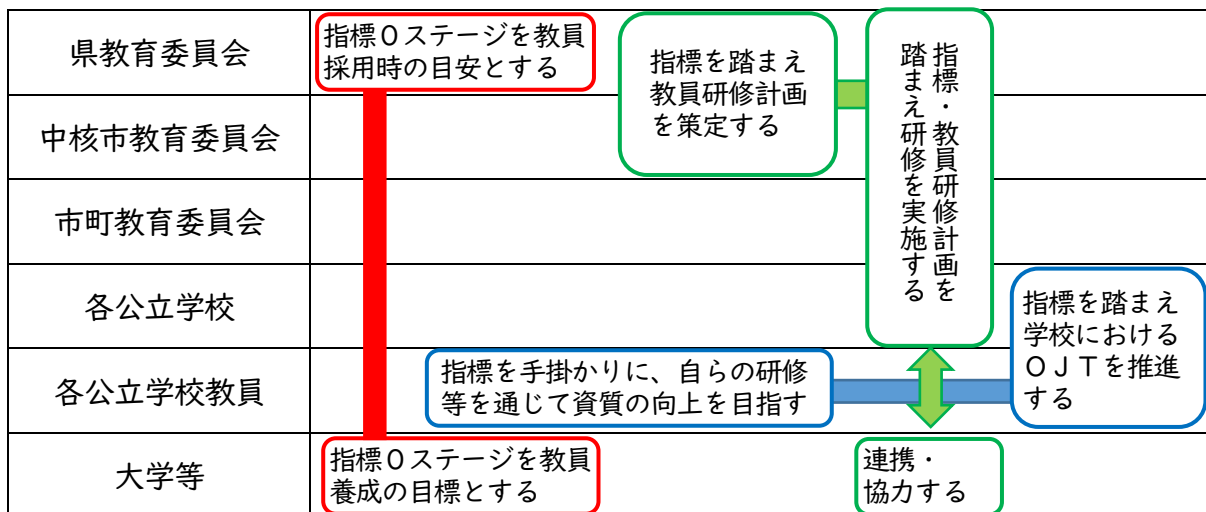 県教育委員会
指標０ステージを教員
採用時の目安とする
指標を踏まえ
教員研修計画
を策定する
指標・教員研修計画を
踏まえ研修を実施する
中核市教育委員会
市町教育委員会
各公立学校
指標を踏まえ
学校における
ＯＪＴを推進
する
各公立学校教員
指標を手掛かりに、自らの研修
等を通じて資質の向上を目指す
大学等
指標０ステージを教員
養成の目標とする
連携・
協力する